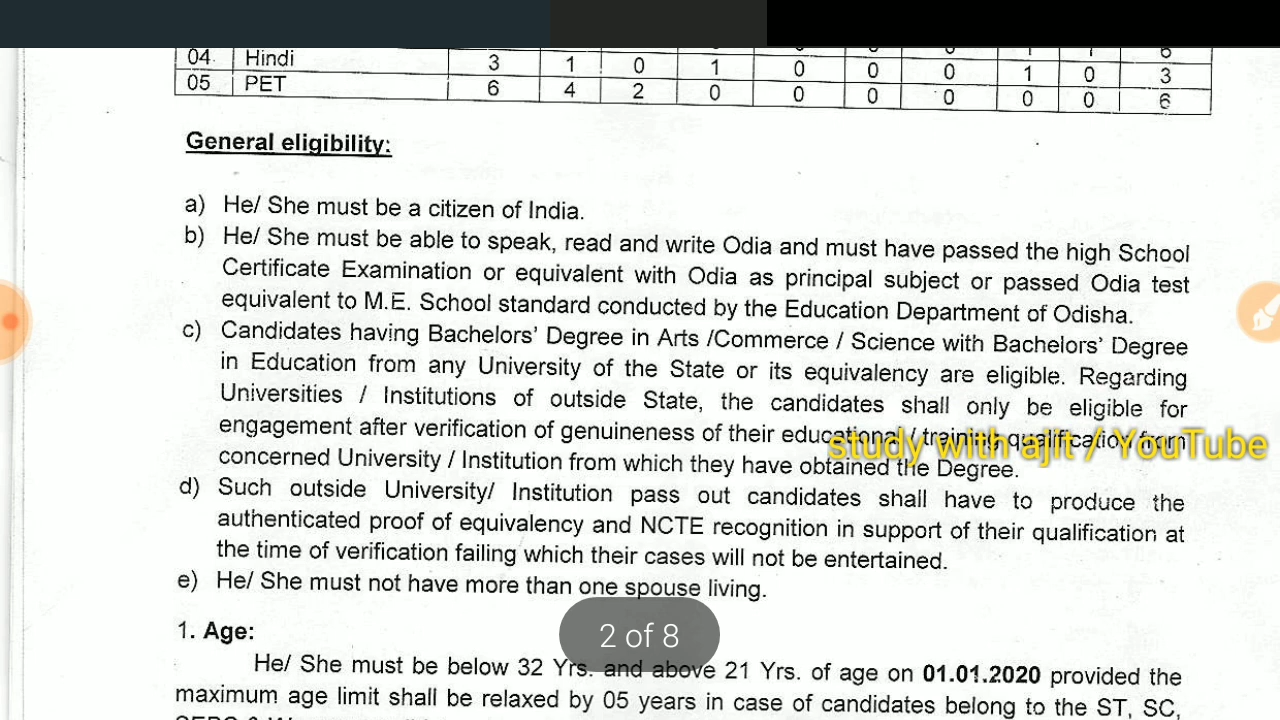 04. Hindi 3 1 0 1 0 0 0 1 0 3
05 PET 6 4 2 0 0 0 0 0 0 6
General eligibility:
a) He/ She must be a citizen of India.
b) He/ She must be able to speak, read and write Odia and must have passed the high School
Certificate Examination or equivalent with Odia as principal subject or passed Odia test
equivalent to M.E. School standard conducted by the Education Department of Odisha.
c) Candidates having Bachelors' Degree in Arts /Commerce / Science with Bachelors' Degree
in Education from any University of the State or its equivalency are eligible. Regarding
Universities / Institutions of outside State, the candidates shall only be eligible for
engagement after verification of genuineness of their educational / training qualification from
study with ajit / YouTube
concerned University / Institution from which they have obtained the Degree.
d) Such outside University/ Institution pass out candidates shall have to produce the
authenticated proof of equivalency and NCTE recognition in support of their qualification at
the time of verification failing which their cases will not be entertained.
e) He/ She must not have more than one spouse living.
2 of 8
1. Age:
He/ She must be below 32 Yrs. and above 21 Yrs. of age on 01.01.2020 provided the
maximum age limit shall be relaxed by 05 years in case of candidates belong to the ST, SC,